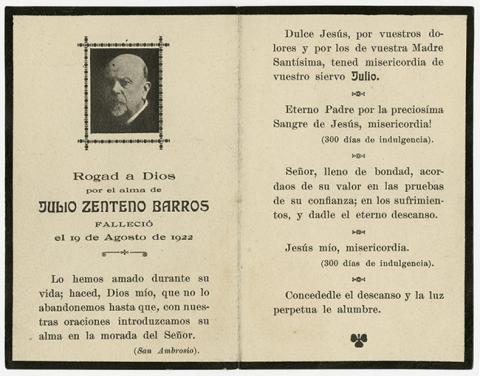 Rogad a Dios
por el alma de
JULIO ZENTENO BARROS
FALLECIÓ
el 19 de Agosto de 1922
Lo hemos amado durante su
vida; haced, Dios mío, que no lo
abandonemos hasta que, con nues-
tras oraciones introduzcamos su
alma en la morada del Señor.
(San Ambrosio).
Dulce Jesús, por vuestros do-
lores y por los de vuestra Madre
Santísima, tened misericordia de
vuestro siervo Julio.
Eterno Padre por la preciosíma
Sangre de Jesús, misericordia!
(300 días de indulgencia).
Señor, lleno de bondad, acor-
daos de su valor en las pruebas
de su confianza; en los sufrimien-
tos, y dadle el eterno descanso.
Jesús mío, misericordia.
(300 días de indulgencia).
Concededle el descanso y la luz
perpetua le alumbre.